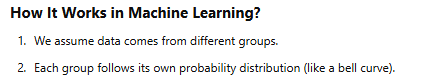 How It Works in Machine Learning?
1. We assume data comes from different groups.
2. Each group follows its own probability distribution (like a bell curve).